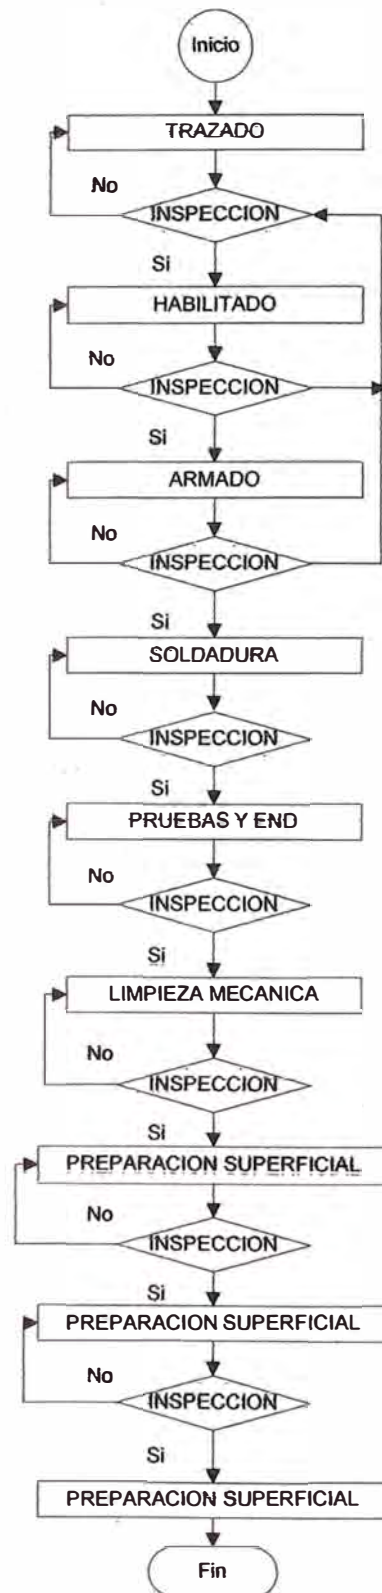 Inicio
TRAZADO
No
INSPECCION
Si
HABILITADO
No
INSPECCION
Si
ARMADO
No
INSPECCION
Si
SOLDADURA
No
INSPECCION
Si
PRUEBAS Y END
No
INSPECCION
Si
LIMPIEZA MECANICA
No
INSPECCION
Si
PREPARACION SUPERFICIAL
No
INSPECCION
Si
PREPARACION SUPERFICIAL
No
INSPECCION
Si
PREPARACION SUPERFICIAL
Fin